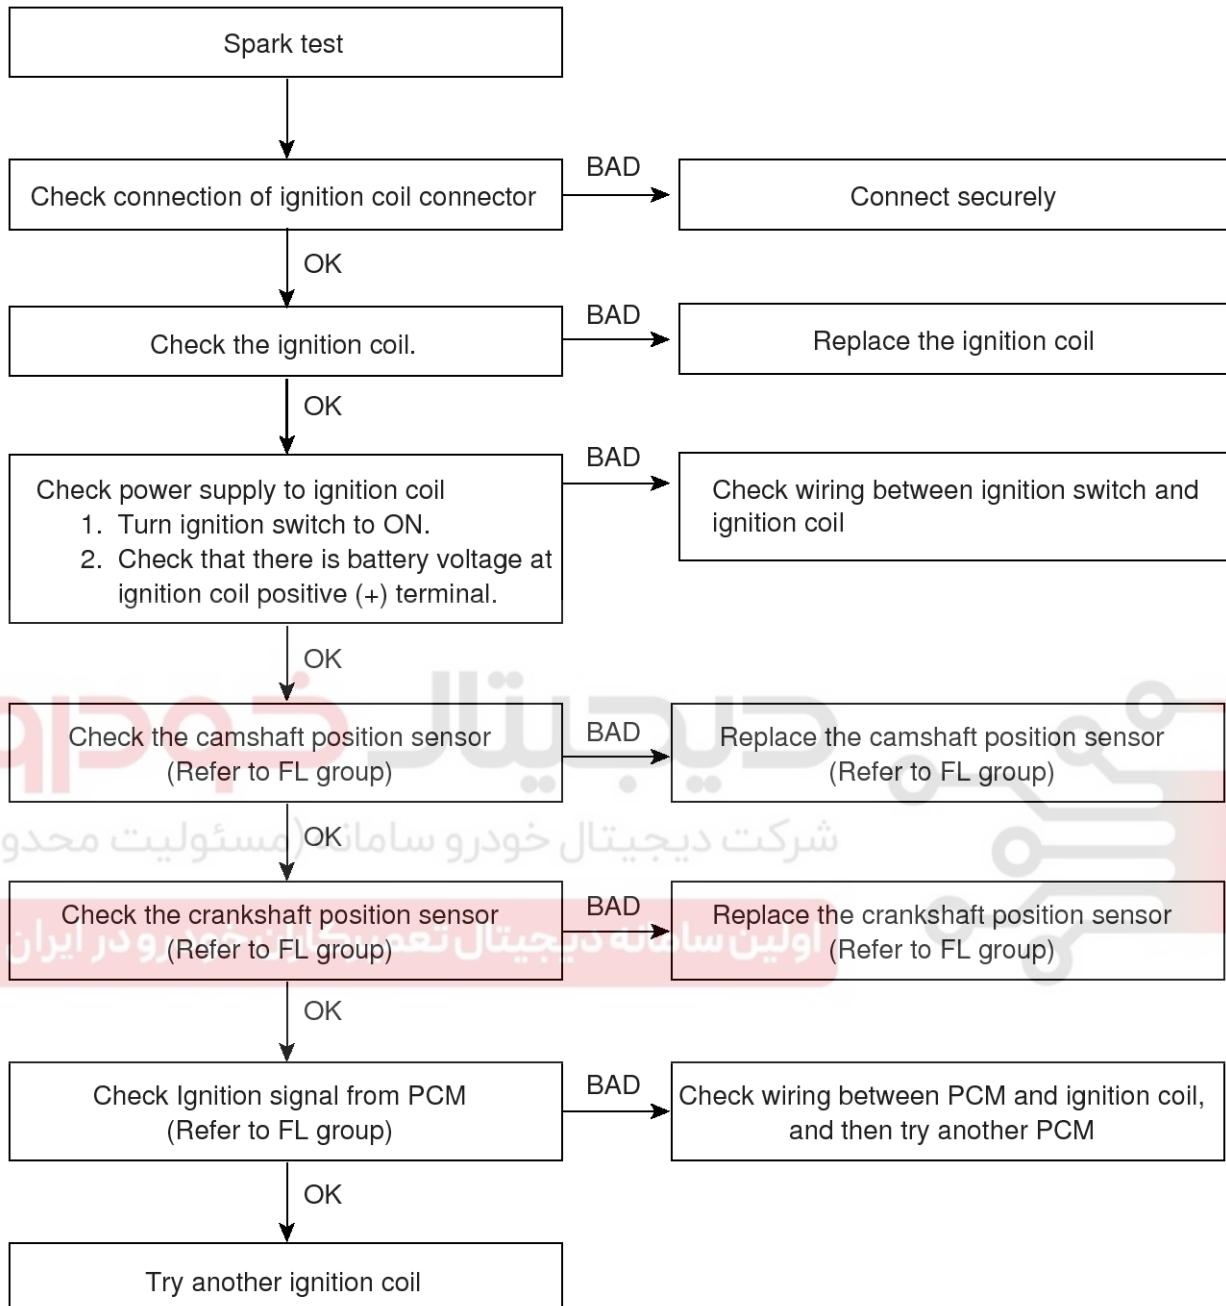 Spark test
Check connection of ignition coil connector
BAD
Connect securely
OK
Check the ignition coil.
BAD
Replace the ignition coil
OK
Check power supply to ignition coil
1. Turn ignition switch to ON.
2. Check that there is battery voltage at
ignition coil positive (+) terminal.
BAD
Check wiring between ignition switch and
ignition coil
OK
دیجیتال خودرو
Check the camshaft position sensor
(Refer to FL group)
BAD
Replace the camshaft position sensor
(Refer to FL group)
شرکت دیجیتال خودرو سامانه (مسئولیت محدو
OK
Check the crankshaft position sensor
(Refer to FL group)
BAD
Replace the crankshaft position sensor
(Refer to FL group)
اولین سامانه دیجیتال تعمیرکاران خودرو در ایران
OK
Check Ignition signal from PCM
(Refer to FL group)
BAD
Check wiring between PCM and ignition coil,
and then try another PCM
OK
Try another ignition coil